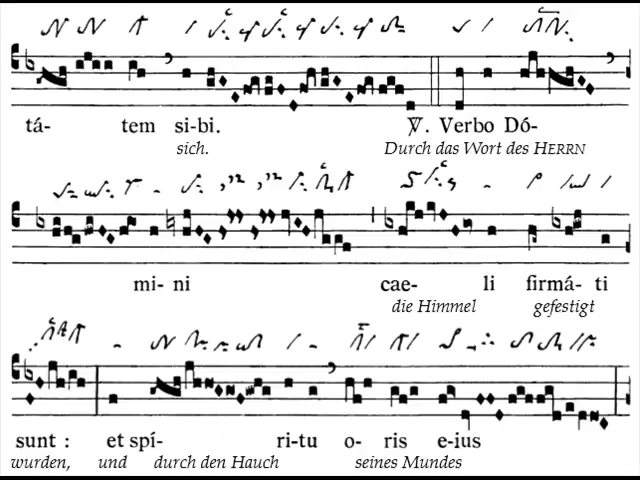 tá- tem si-bi. ℣. Verbo Dó-
sich. Durch das Wort des HERRN
mi- ni cae- li firmá- ti
die Himmel gefestigt
sunt : et spí- ri-tu o- ris e-ius
wurden, und durch den Hauch seines Mundes